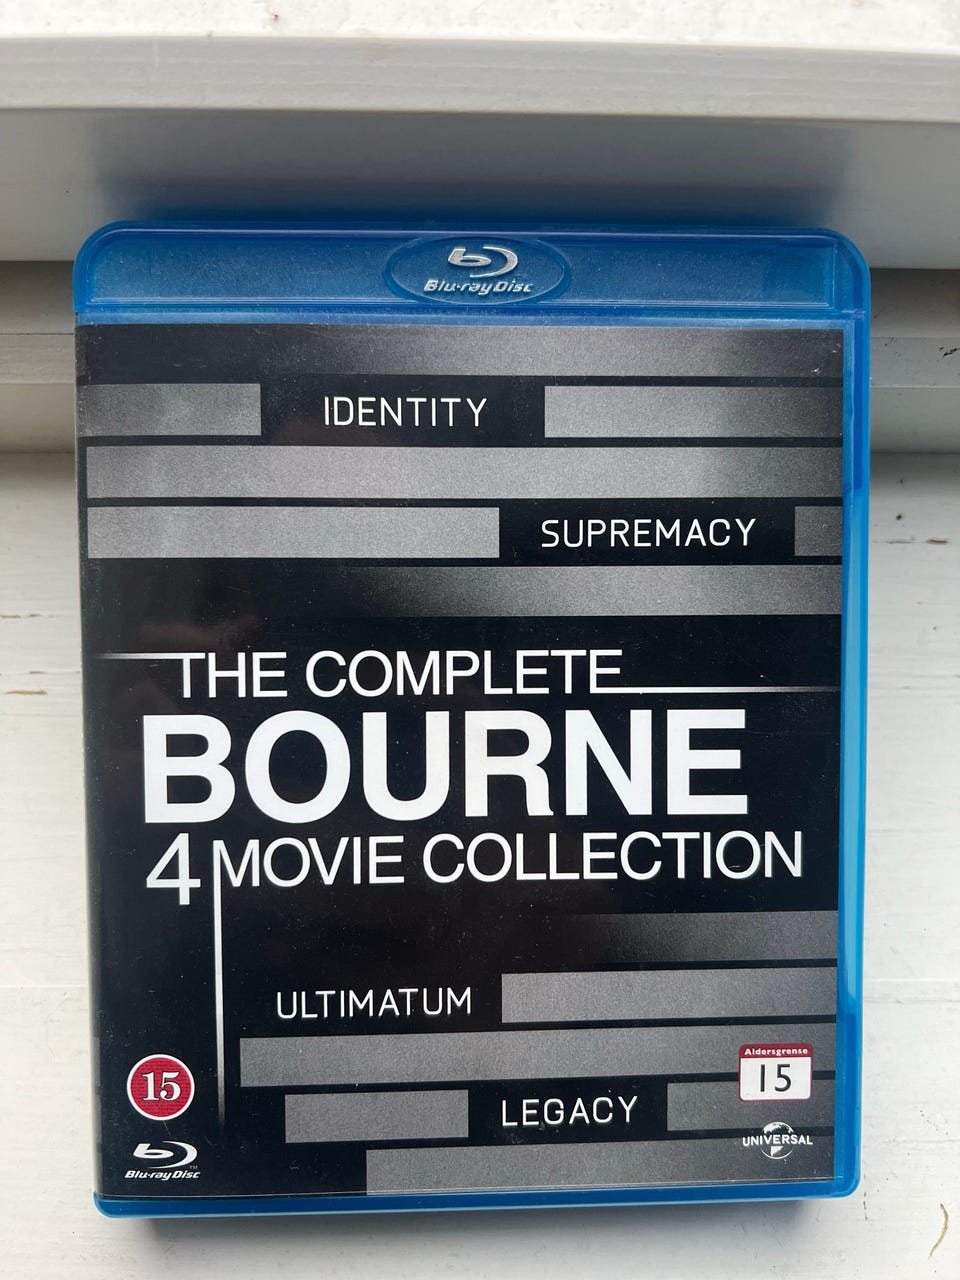 Blu-ray Disc
IDENTITY
SUPREMACY
THE COMPLETE
BOURNE
4 MOVIE COLLECTION
ULTIMATUM
Aldersgrense
15
15
LEGACY
UNIVERSAL
Blu-ray Disc™